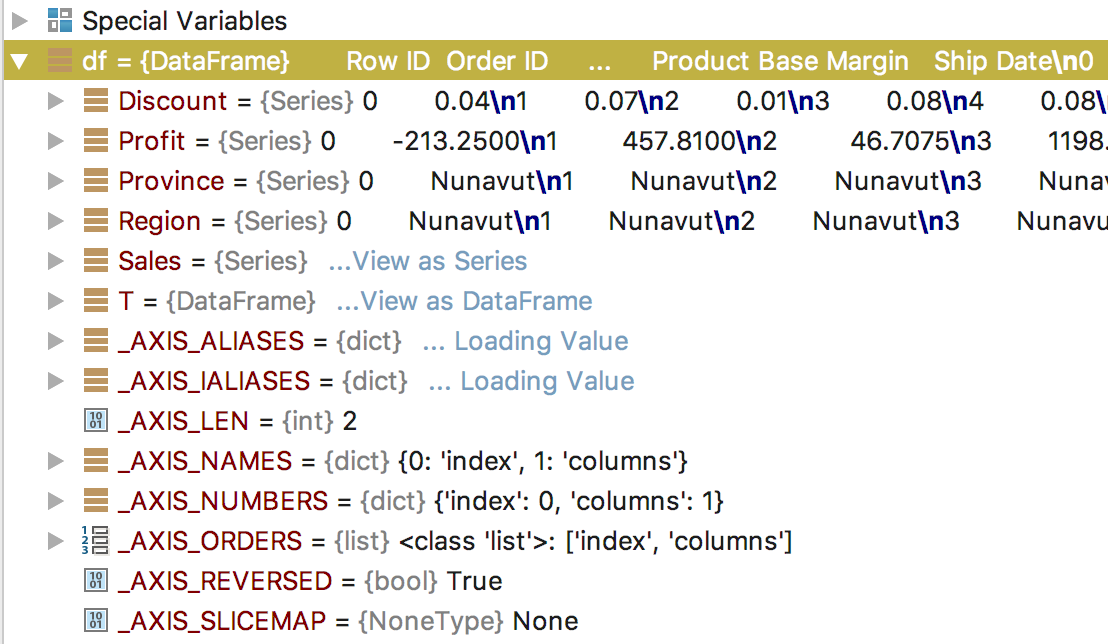 Special Variables
df = {DataFrame} Row ID Order ID ... Product Base Margin Ship Date\n0
Discount = {Series} 0 0.04\n1 0.07\n2 0.01\n3 0.08\n4 0.08\
Profit = {Series} 0 -213.2500\n1 457.8100\n2 46.7075\n3 1198.
Province = {Series} 0 Nunavut\n1 Nunavut\n2 Nunavut\n3 Nuna
Region = {Series} 0 Nunavut\n1 Nunavut\n2 Nunavut\n3 Nunavu
Sales = {Series} ...View as Series
T = {DataFrame} ...View as DataFrame
_AXIS_ALIASES = {dict} ... Loading Value
_AXIS_IALIASES = {dict} ... Loading Value
_AXIS_LEN = {int} 2
_AXIS_NAMES = {dict} {0: 'index', 1: 'columns'}
_AXIS_NUMBERS = {dict} {'index': 0, 'columns': 1}
_AXIS_ORDERS = {list} <class 'list'>: ['index', 'columns']
_AXIS_REVERSED = {bool} True
_AXIS_SLICEMAP = {NoneType} None